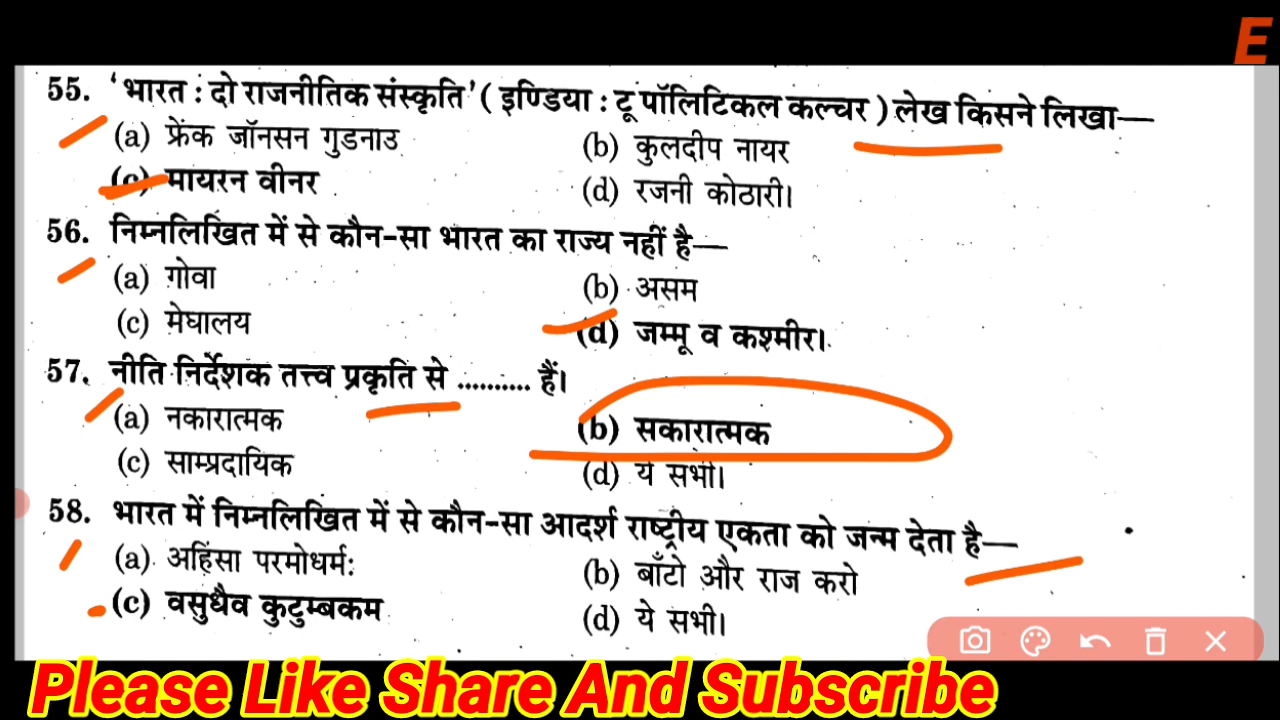 E
55. 'भारत : दो राजनीतिक संस्कृति' ( इण्डिया : टू पॉलिटिकल कल्चर ) लेख किसने लिखा—
(a) फ्रेंक जॉनसन गुडनाउ (b) कुलदीप नायर
(c) मायरन वीनर (d) रजनी कोठारी।
56. निम्नलिखित में से कौन-सा भारत का राज्य नहीं है—
(a) गोवा (b) असम
(c) मेघालय (d) जम्मू व कश्मीर।
57. नीति निर्देशक तत्त्व प्रकृति से .......... हैं।
(a) नकारात्मक (b) सकारात्मक
(c) साम्प्रदायिक (d) ये सभी।
58. भारत में निम्नलिखित में से कौन-सा आदर्श राष्ट्रीय एकता को जन्म देता है—
(a) अहिंसा परमोधर्मः (b) बाँटो और राज करो
(c) वसुधैव कुटुम्बकम (d) ये सभी।
Please Like Share And Subscribe